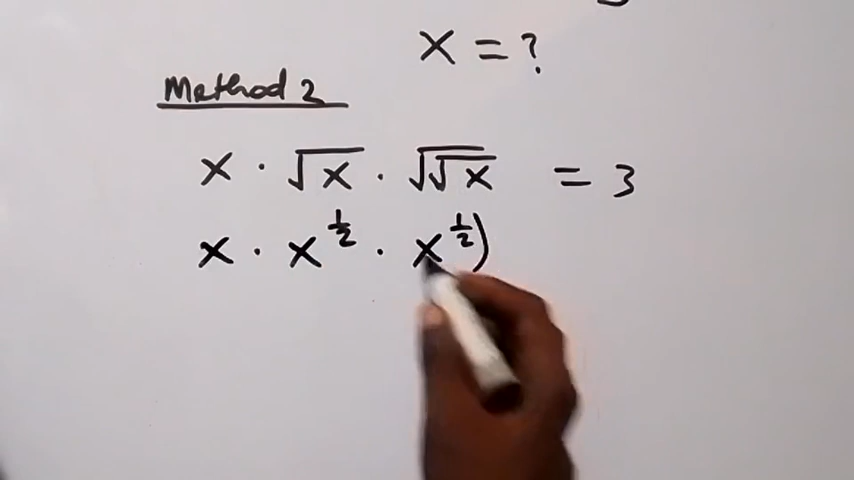 x = ?
Method 2
x · √x · √√x = 3
x · x^½ · x^½)